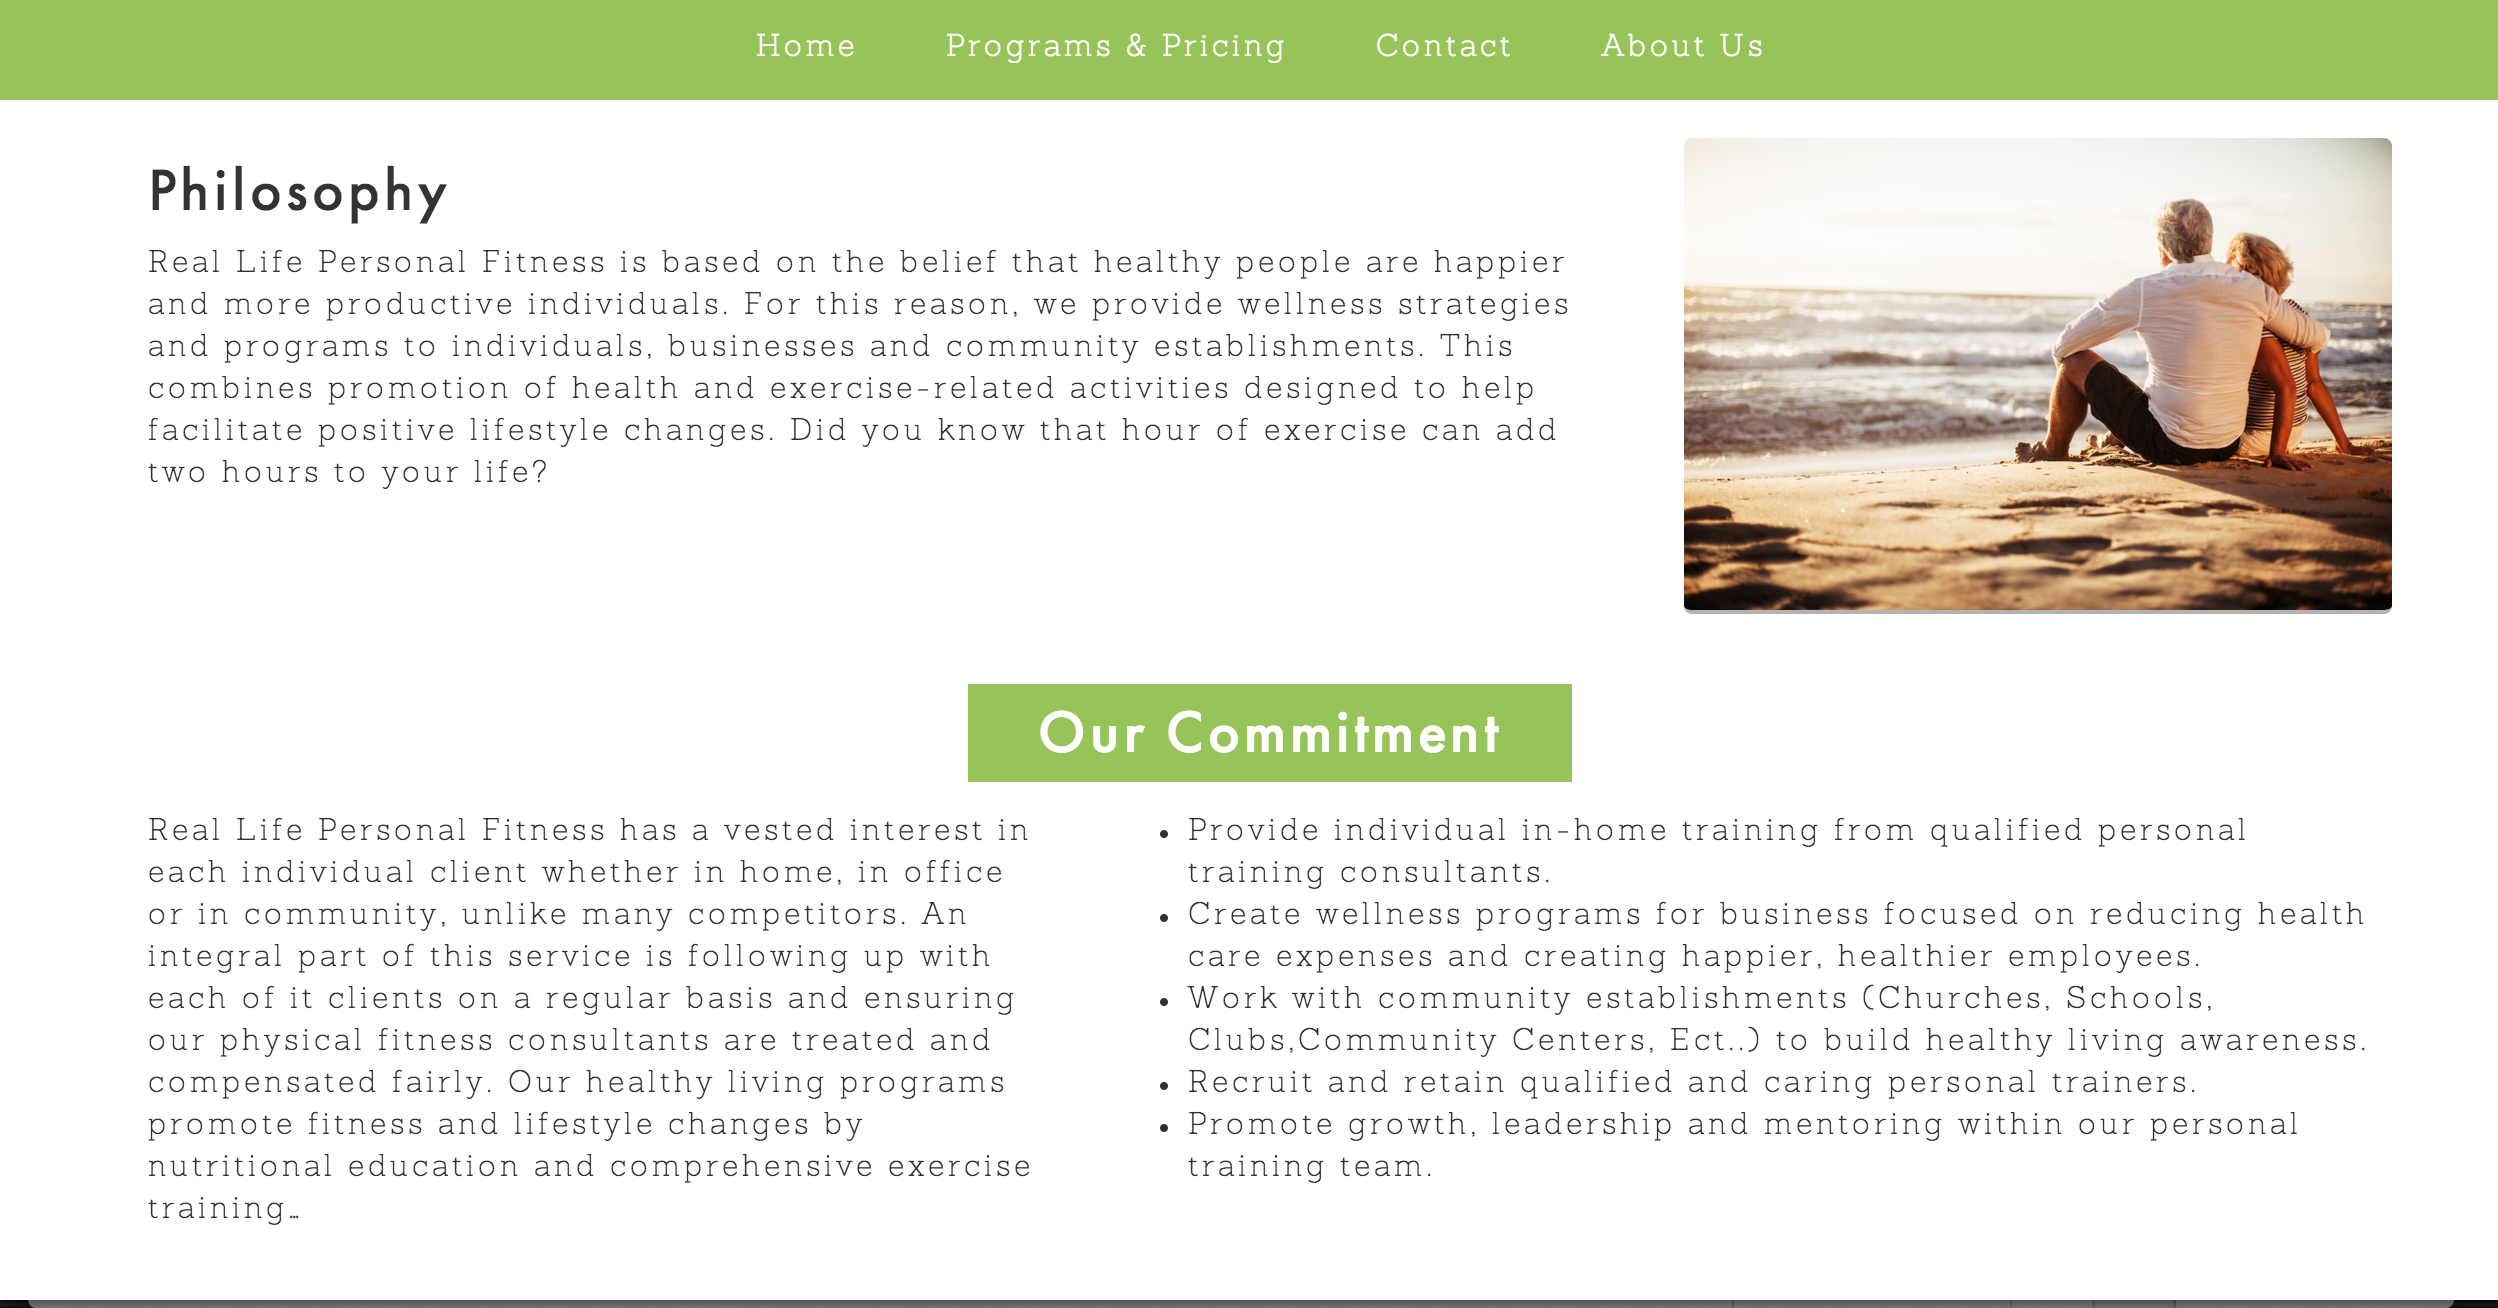 Home Programs & Pricing Contact About Us
Philosophy
Real Life Personal Fitness is based on the belief that healthy people are happier
and more productive individuals. For this reason, we provide wellness strategies
and programs to individuals, businesses and community establishments. This
combines promotion of health and exercise-related activities designed to help
facilitate positive lifestyle changes. Did you know that hour of exercise can add
two hours to your life?
Our Commitment
Real Life Personal Fitness has a vested interest in
each individual client whether in home, in office
or in community, unlike many competitors. An
integral part of this service is following up with
each of it clients on a regular basis and ensuring
our physical fitness consultants are treated and
compensated fairly. Our healthy living programs
promote fitness and lifestyle changes by
nutritional education and comprehensive exercise
training…
• Provide individual in-home training from qualified personal
training consultants.
• Create wellness programs for business focused on reducing health
care expenses and creating happier, healthier employees.
• Work with community establishments (Churches, Schools,
Clubs,Community Centers, Ect..) to build healthy living awareness.
• Recruit and retain qualified and caring personal trainers.
• Promote growth, leadership and mentoring within our personal
training team.